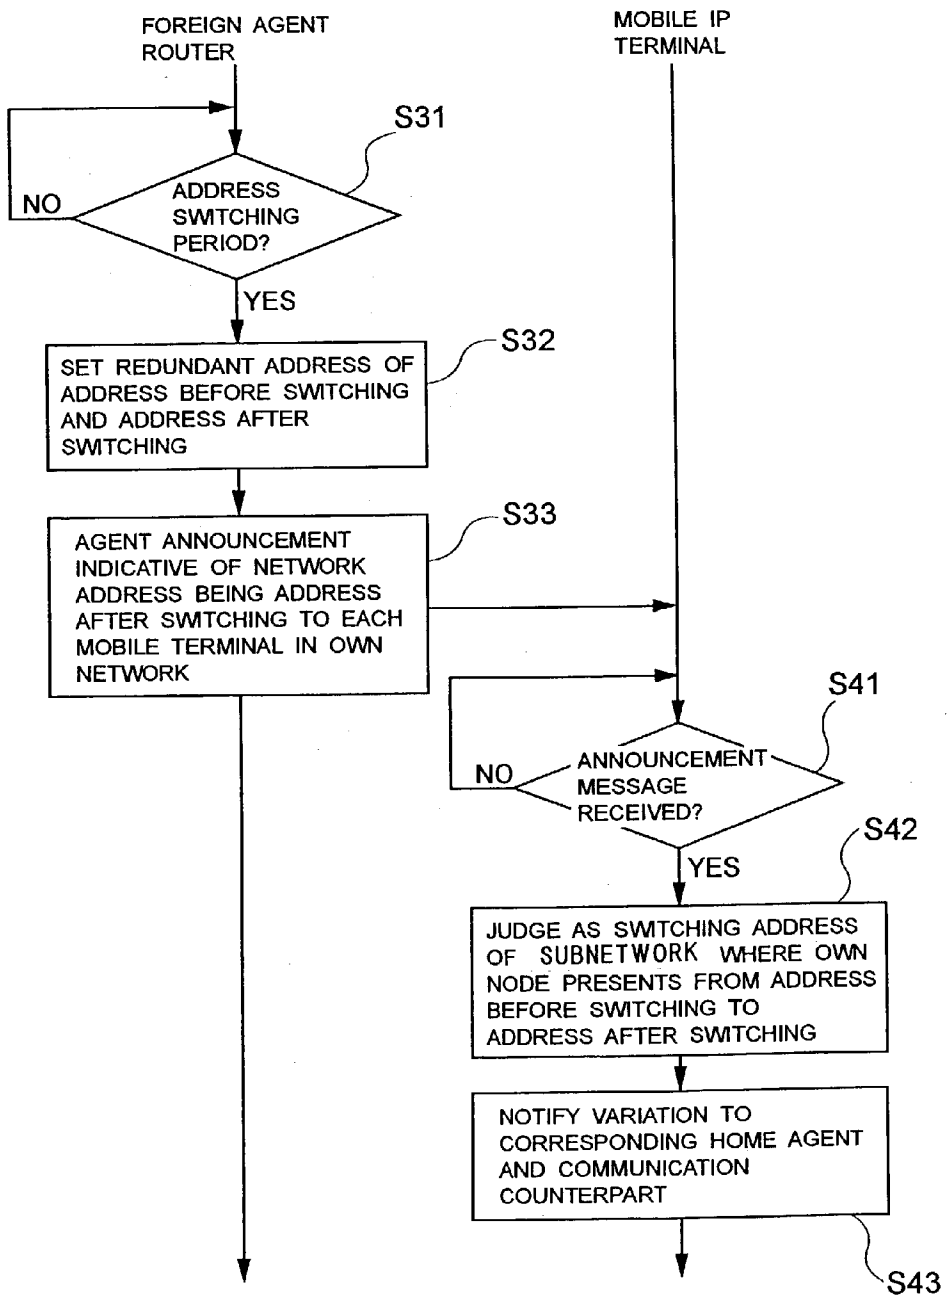 FOREIGN AGENT
ROUTER
MOBILE IP
TERMINAL
S31
ADDRESS
SWITCHING
PERIOD?
NO
YES
S32
SET REDUNDANT ADDRESS OF
ADDRESS BEFORE SWITCHING
AND ADDRESS AFTER
SWITCHING
S33
AGENT ANNOUNCEMENT
INDICATIVE OF NETWORK
ADDRESS BEING ADDRESS
AFTER SWITCHING TO EACH
MOBILE TERMINAL IN OWN
NETWORK
S41
ANNOUNCEMENT
MESSAGE
RECEIVED?
NO
YES
S42
JUDGE AS SWITCHING ADDRESS
OF SUBNETWORK WHERE OWN
NODE PRESENTS FROM ADDRESS
BEFORE SWITCHING TO
ADDRESS AFTER SWITCHING
NOTIFY VARIATION TO
CORRESPONDING HOME AGENT
AND COMMUNICATION
COUNTERPART
S43